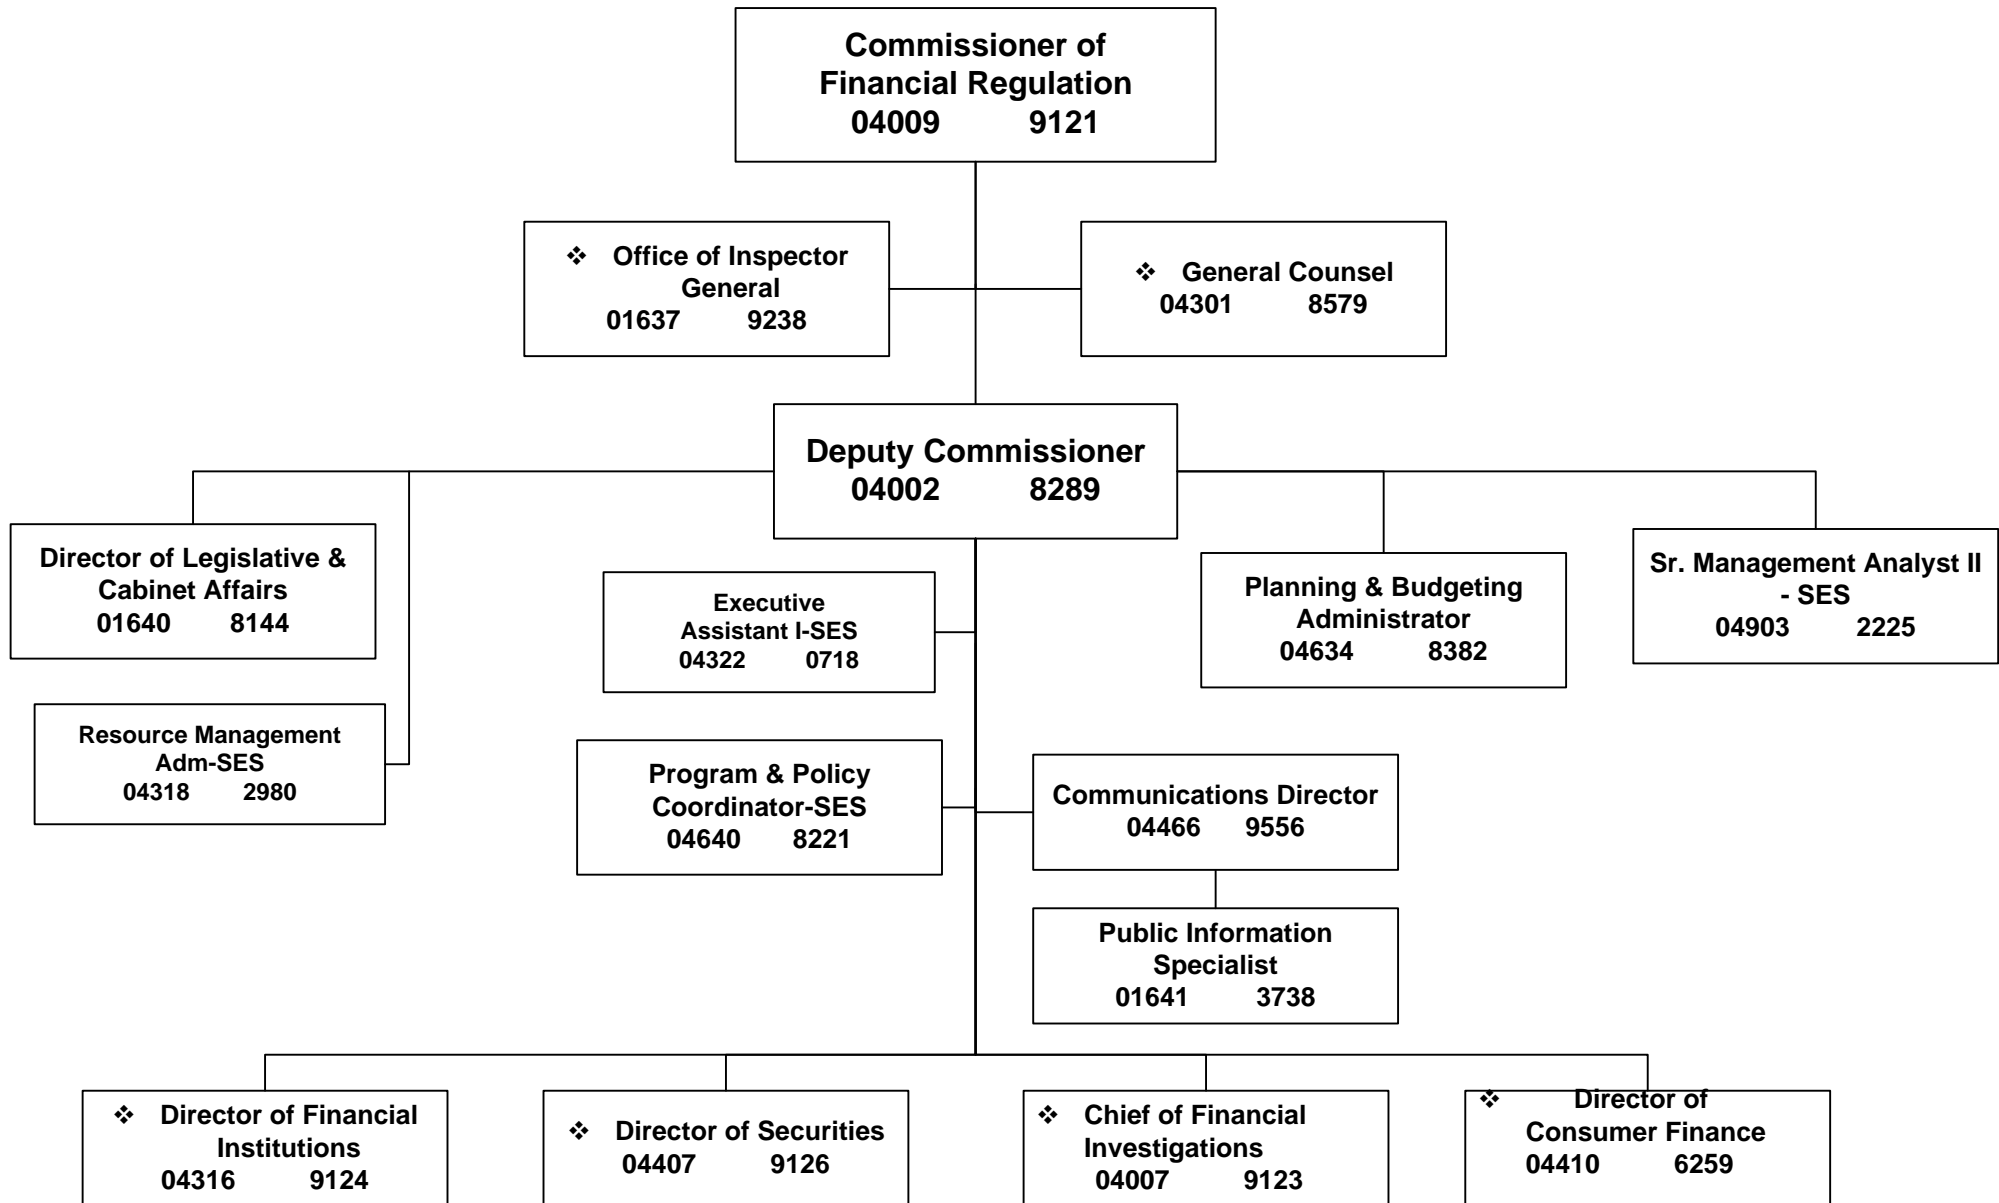 Commissioner of
Financial Regulation
04009 9121
❖ Office of Inspector
General
01637 9238
❖ General Counsel
04301 8579
Deputy Commissioner
04002 8289
Director of Legislative &
Cabinet Affairs
01640 8144
Executive
Assistant I-SES
04322 0718
Planning & Budgeting
Administrator
04634 8382
Sr. Management Analyst II
- SES
04903 2225
Resource Management
Adm-SES
04318 2980
Program & Policy
Coordinator-SES
04640 8221
Communications Director
04466 9556
Public Information
Specialist
01641 3738
❖ Director of Financial
Institutions
04316 9124
❖ Director of Securities
04407 9126
❖ Chief of Financial
Investigations
04007 9123
❖ Director of
Consumer Finance
04410 6259